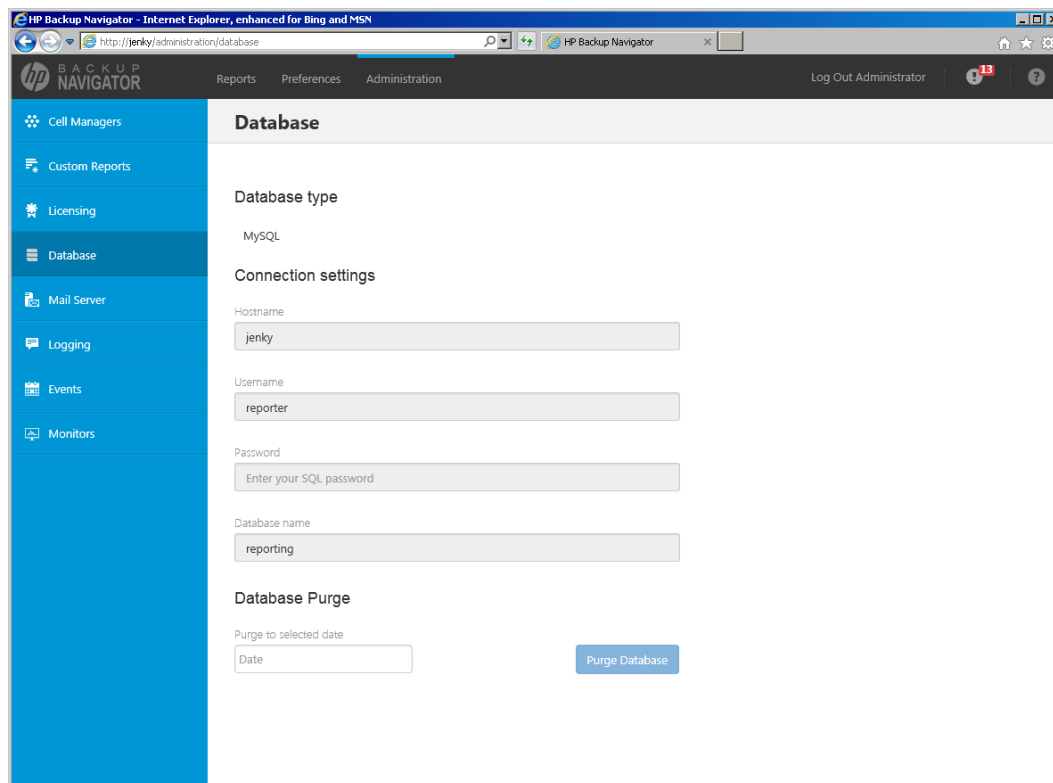 HP Backup Navigator - Internet Explorer, enhanced for Bing and MSN
http://jenky/administration/database
HP Backup Navigator
hp BACKUP NAVIGATOR
Reports Preferences Administration
Log Out Administrator
13
?
Cell Managers
Custom Reports
Licensing
Database
Mail Server
Logging
Events
Monitors
Database
Database type
MySQL
Connection settings
Hostname
jenky
Username
reporter
Password
Enter your SQL password
Database name
reporting
Database Purge
Purge to selected date
Date
Purge Database